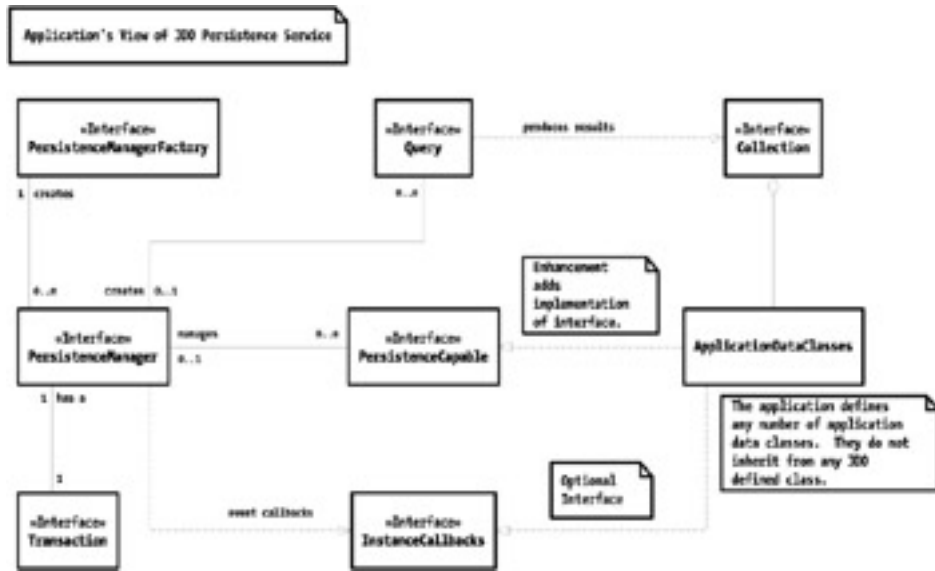 Application's View of JDO Persistence Service
«Interface»
PersistenceManagerFactory
«Interface»
Query
produces results
«Interface»
Collection
1 creates
0..n
0..n
creates 0..1
Enhancement
adds
implementation
of interface.
«Interface»
PersistenceManager
manages
0..n
0..1
«Interface»
PersistenceCapable
ApplicationDataClasses
1 has a
The application defines
any number of application
data classes. They do not
inherit from any JDO
defined class.
Optional
Interface
1
event callbacks
«Interface»
Transaction
«Interface»
InstanceCallbacks